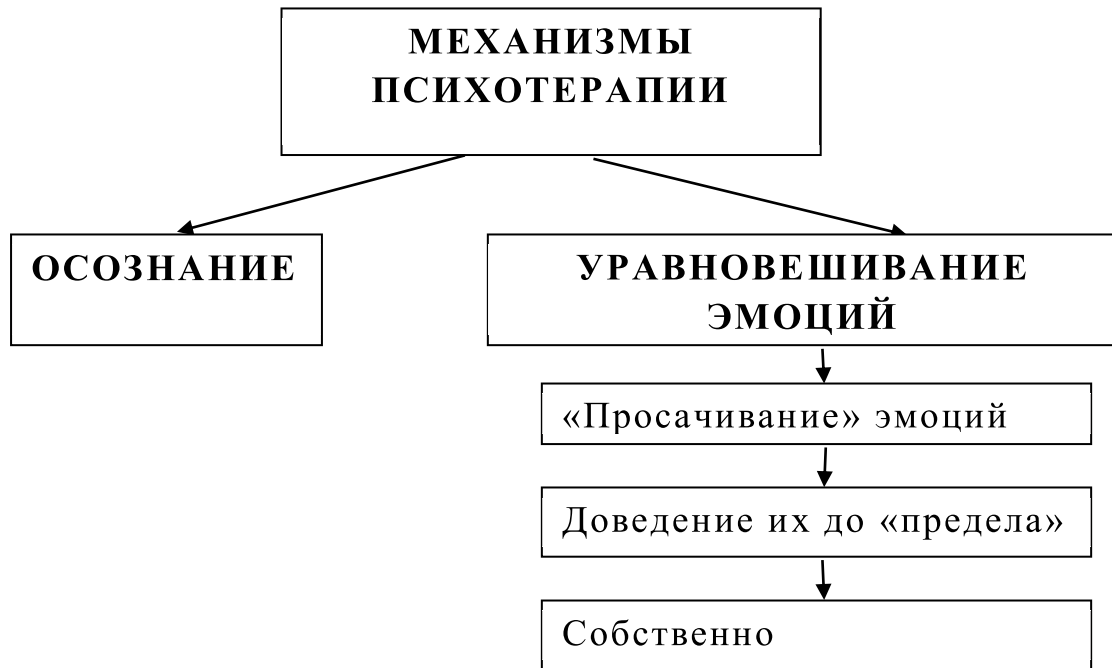 МЕХАНИЗМЫ
ПСИХОТЕРАПИИ
ОСОЗНАНИЕ
УРАВНОВЕШИВАНИЕ
ЭМОЦИЙ
«Просачивание» эмоций
Доведение их до «предела»
Собственно